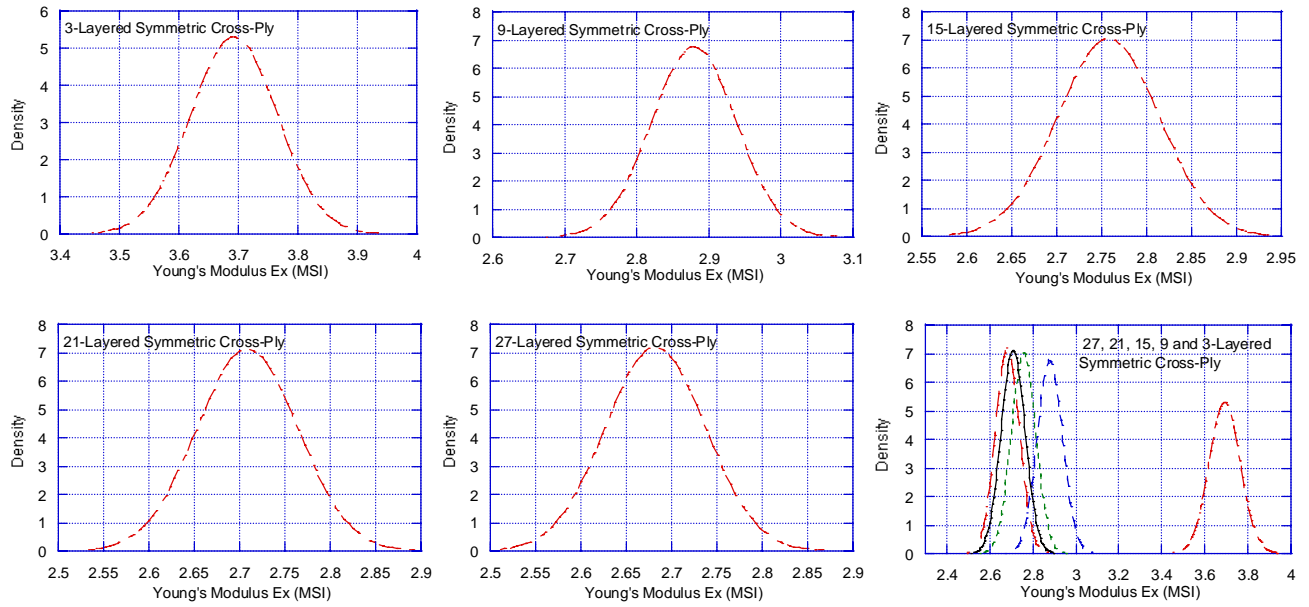 3-Layered Symmetric Cross-Ply
6
5
4
3
2
1
0
Density
3.4 3.5 3.6 3.7 3.8 3.9 4
Young's Modulus Ex (MSI)
9-Layered Symmetric Cross-Ply
8
7
6
5
4
3
2
1
0
Density
2.6 2.7 2.8 2.9 3 3.1
Young's Modulus Ex (MSI)
15-Layered Symmetric Cross-Ply
8
7
6
5
4
3
2
1
0
Density
2.55 2.6 2.65 2.7 2.75 2.8 2.85 2.9 2.95
Young's Modulus Ex (MSI)
21-Layered Symmetric Cross-Ply
8
7
6
5
4
3
2
1
0
Density
2.5 2.55 2.6 2.65 2.7 2.75 2.8 2.85 2.9
Young's Modulus Ex (MSI)
27-Layered Symmetric Cross-Ply
8
7
6
5
4
3
2
1
0
Density
2.5 2.55 2.6 2.65 2.7 2.75 2.8 2.85 2.9
Young's Modulus Ex (MSI)
27, 21, 15, 9 and 3-Layered
Symmetric Cross-Ply
8
7
6
5
4
3
2
1
0
Density
2.4 2.6 2.8 3 3.2 3.4 3.6 3.8 4
Young's Modulus Ex (MSI)